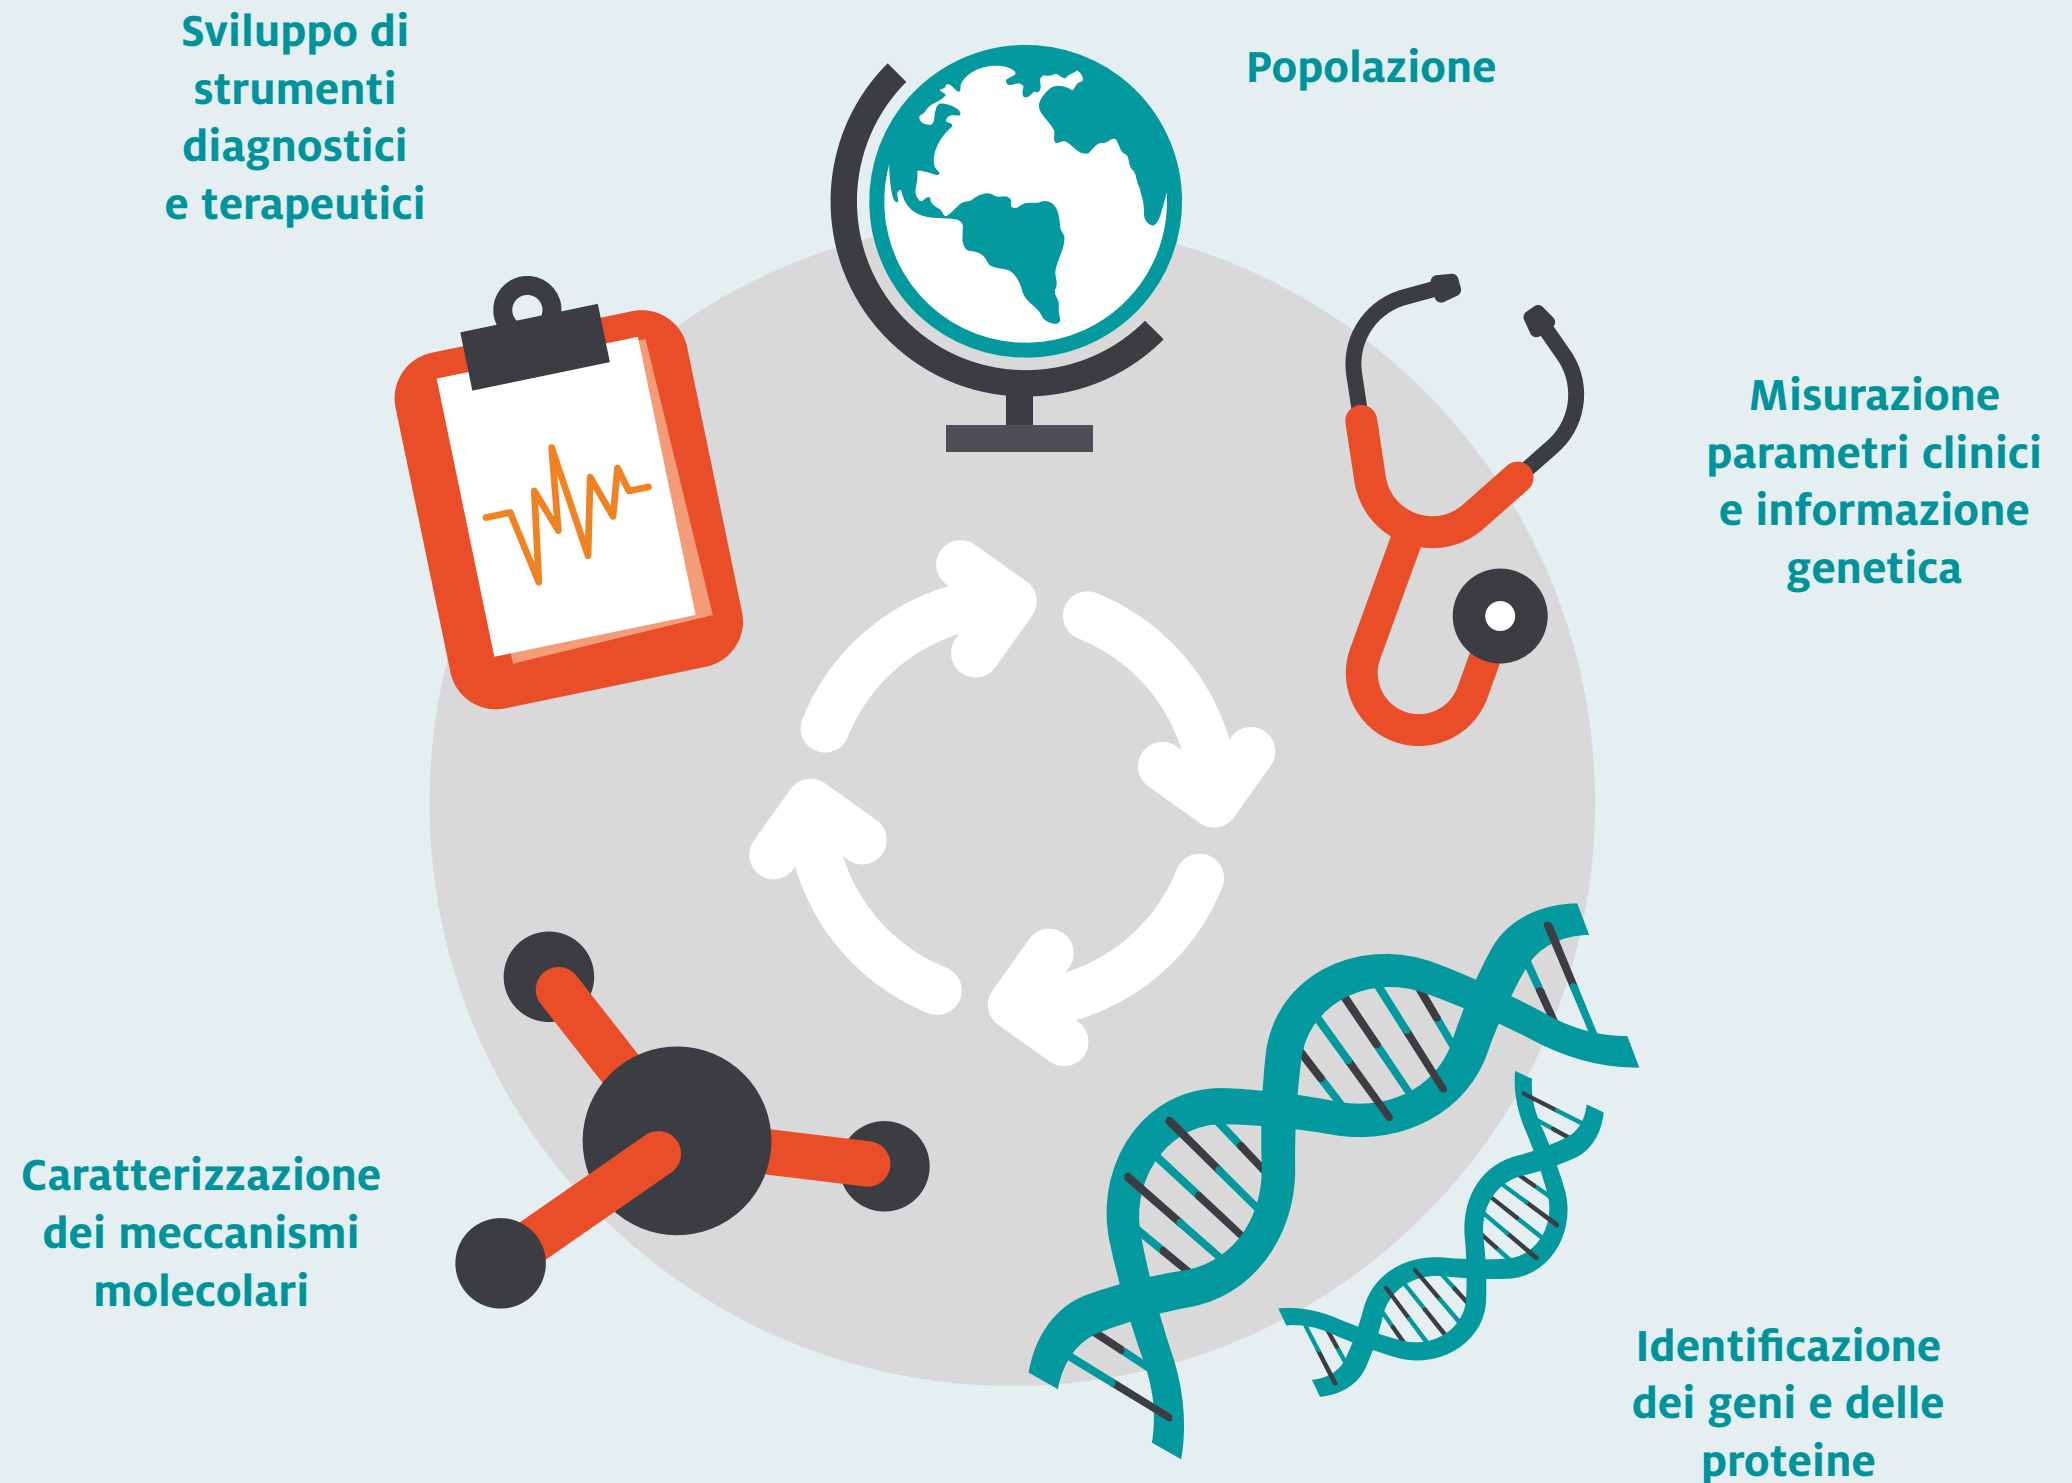 Sviluppo di
strumenti
diagnostici
e terapeutici
Popolazione
Misurazione
parametri clinici
e informazione
genetica
Caratterizzazione
dei meccanismi
molecolari
Identificazione
dei geni e delle
proteine